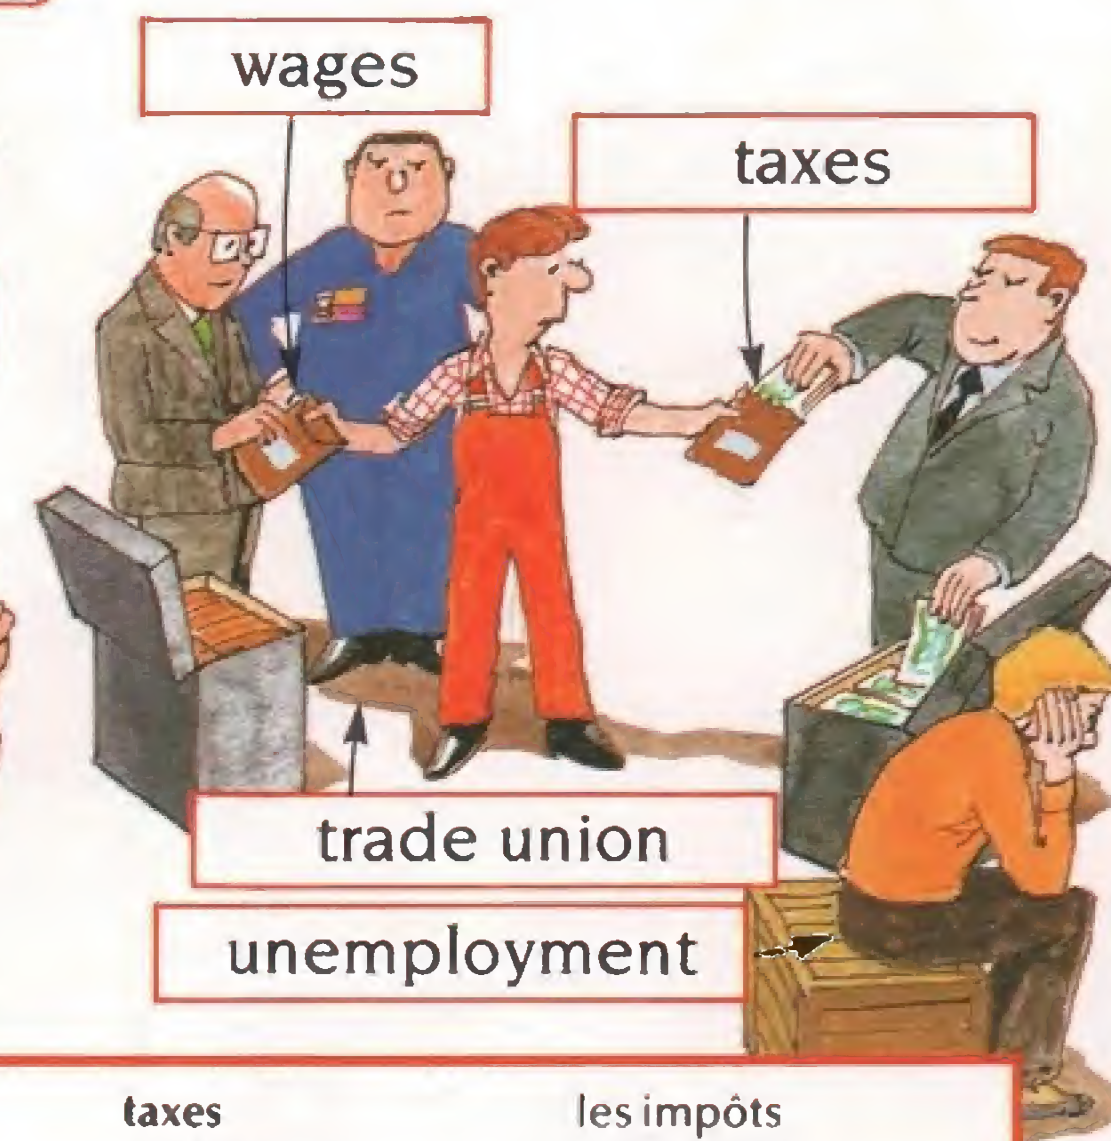 wages
taxes
trade union
unemployment
taxes les impôts